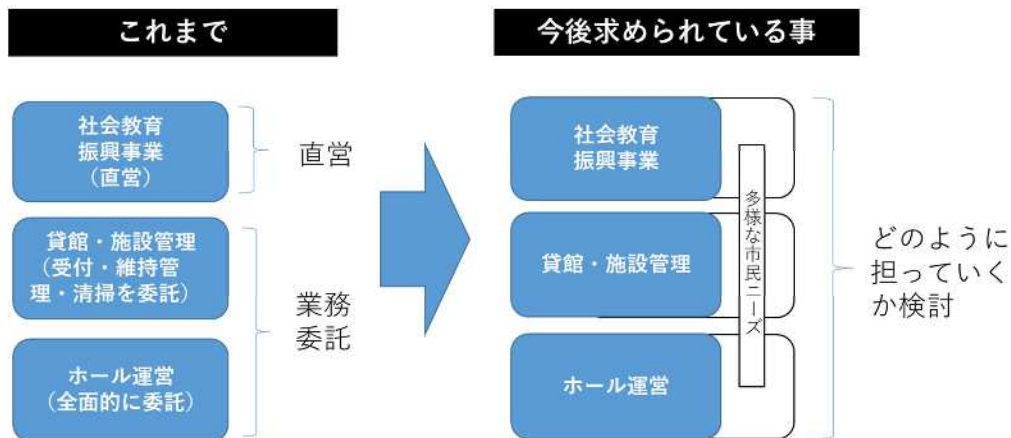 これまで
社会教育
振興事業
（直営）
直営
貸館・施設管理
（受付・維持管
理・清掃を委託）
ホール運営
（全面的に委託）
業務
委託
今後求められている事
社会教育
振興事業
貸館・施設管理
ホール運営
多様な市民ニーズ
どのように
担っていく
か検討